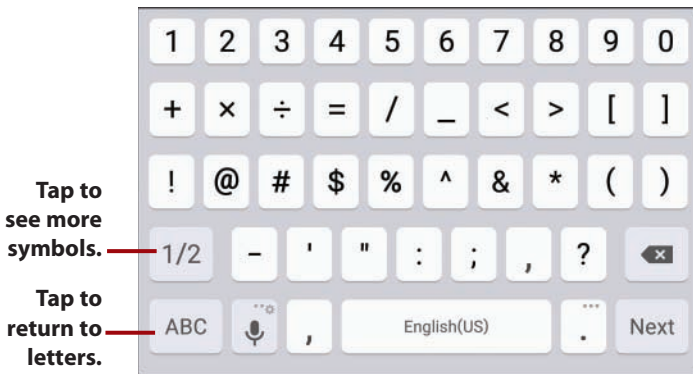 1 2 3 4 5 6 7 8 9 0
+ × ÷ = / _ < > [ ]
! @ # $ % ^ & * ( )
Tap to
see more
symbols.
1/2 - ' " : ; , ?
Tap to
return to
letters.
ABC , English(US) . Next